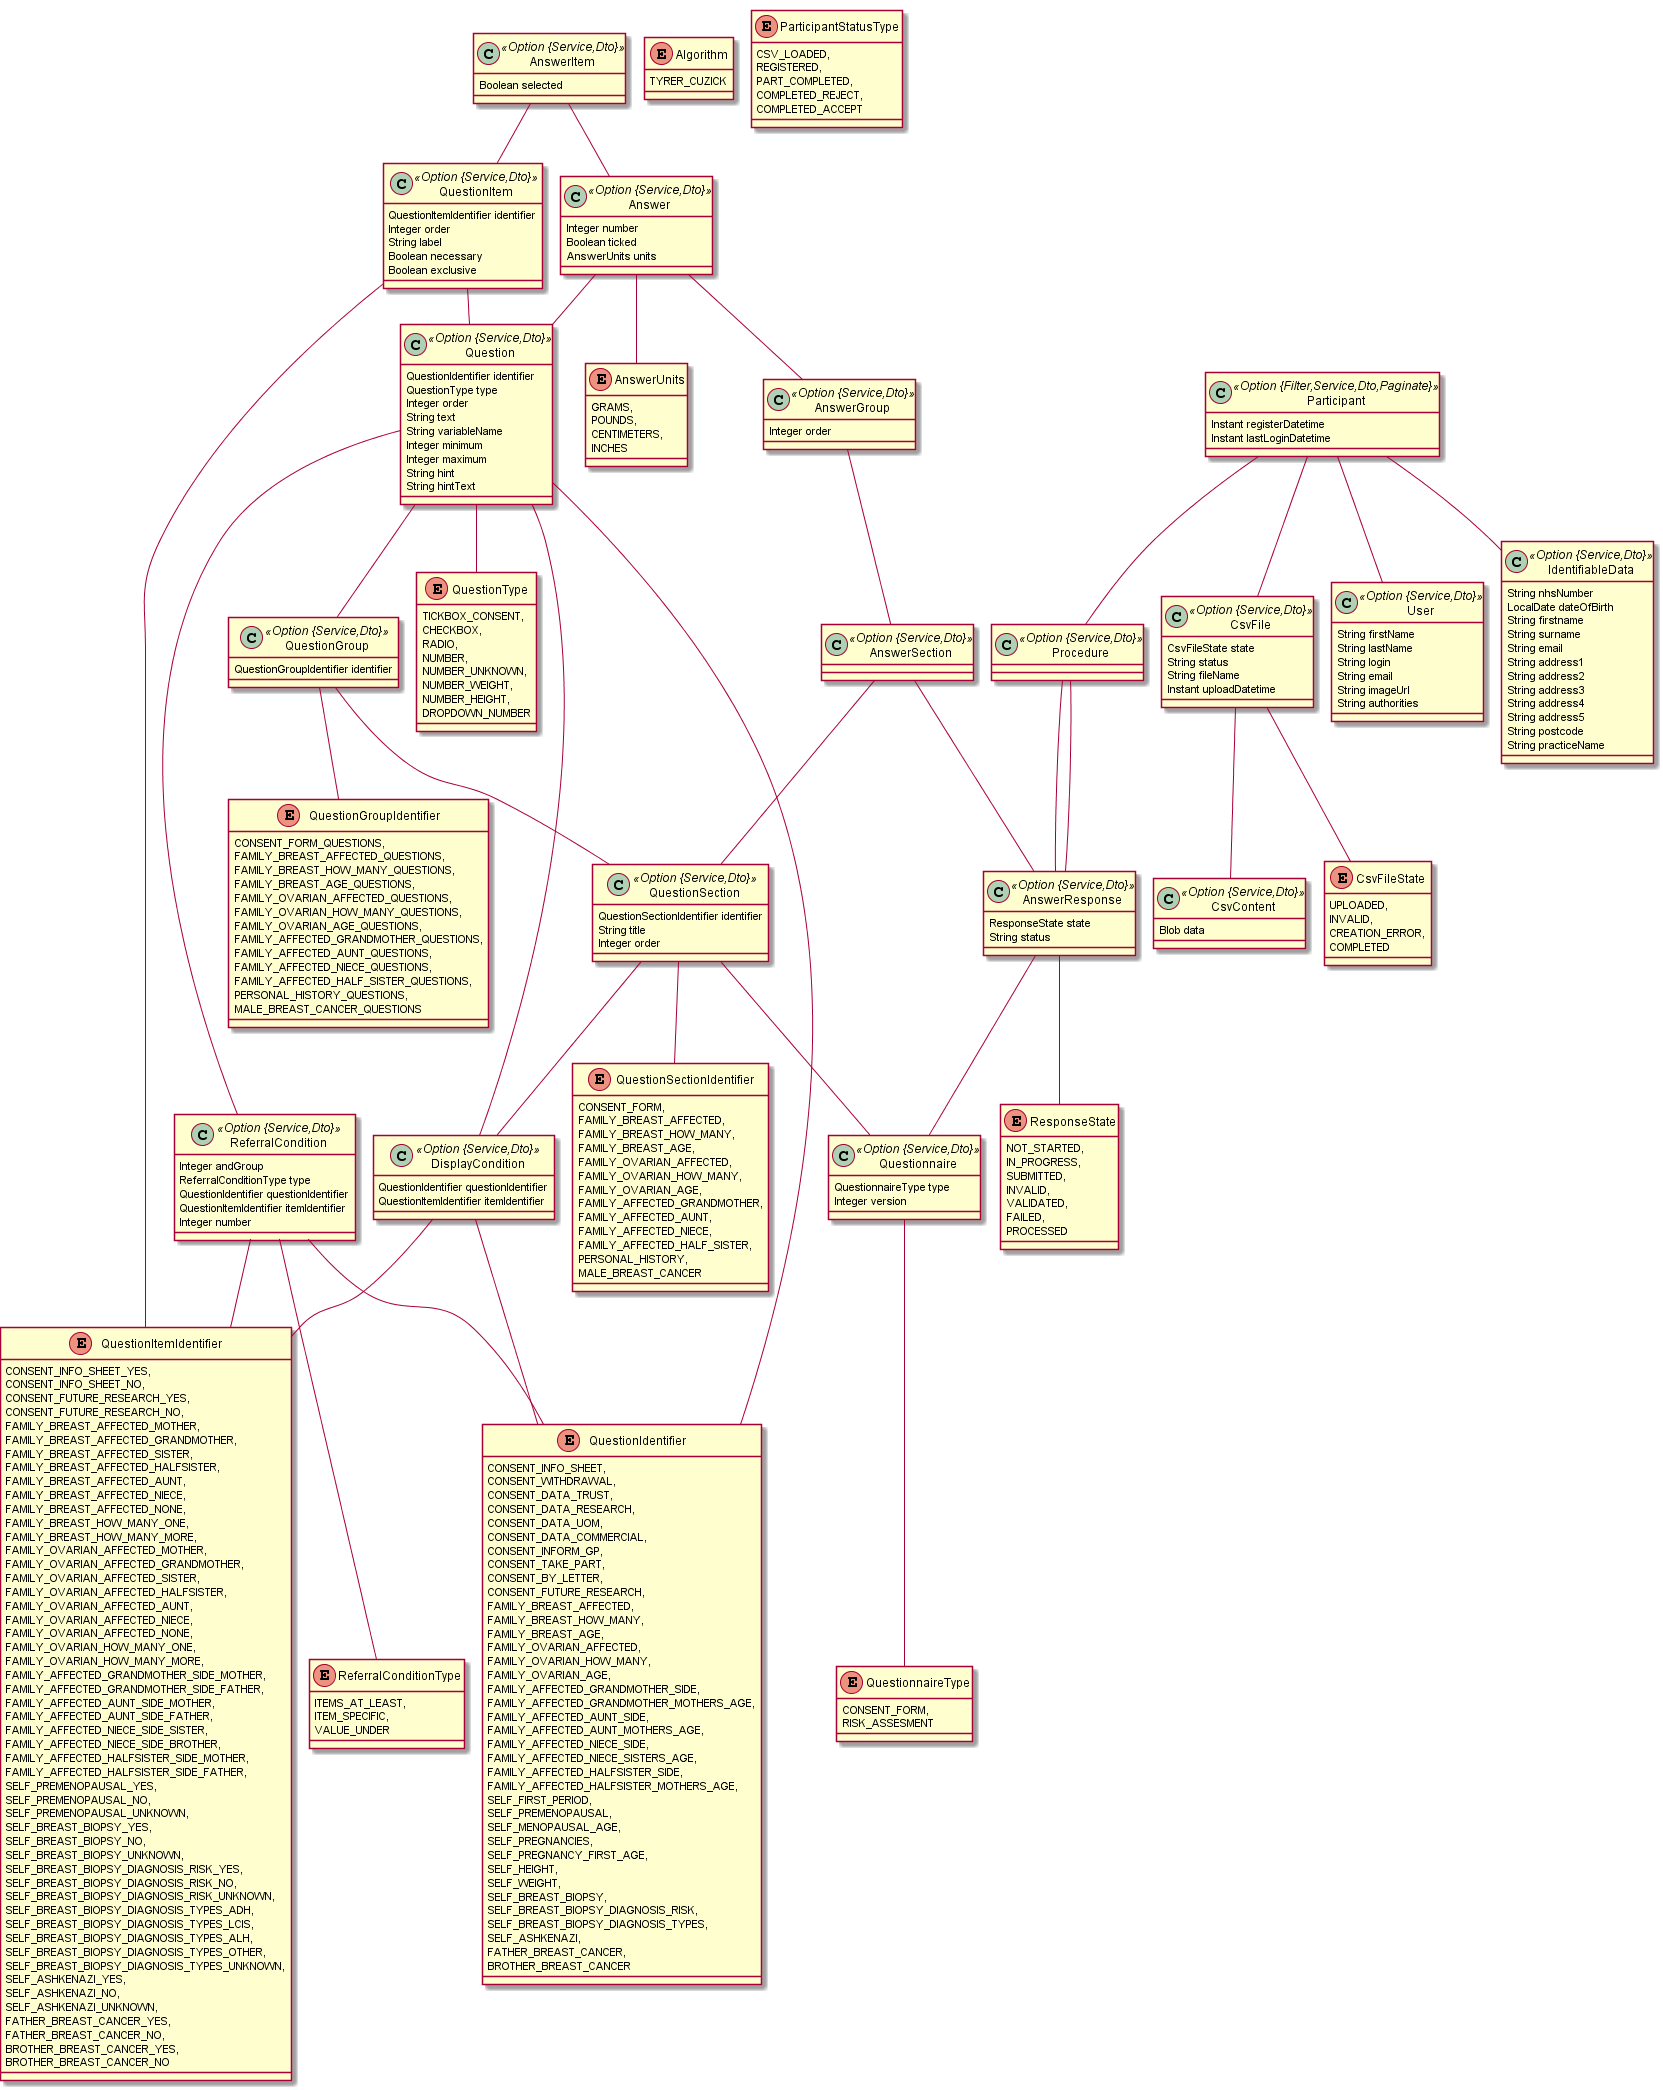 E ParticipantStatusType
CSV_LOADED,
REGISTERED,
PART_COMPLETED,
COMPLETED_REJECT,
COMPLETED_ACCEPT
C «Option {Service,Dto}»
AnswerItem
Boolean selected
E Algorithm
TYRER_CUZICK
C «Option {Service,Dto}»
QuestionItem
QuestionItemIdentifier identifier
Integer order
String label
Boolean necessary
Boolean exclusive
C «Option {Service,Dto}»
Answer
Integer number
Boolean ticked
AnswerUnits units
C «Option {Service,Dto}»
Question
QuestionIdentifier identifier
QuestionType type
Integer order
String text
String variableName
Integer minimum
Integer maximum
String hint
String hintText
E AnswerUnits
GRAMS,
POUNDS,
CENTIMETERS,
INCHES
C «Option {Service,Dto}»
AnswerGroup
Integer order
C «Option {Filter,Service,Dto,Paginate}»
Participant
Instant registerDatetime
Instant lastLoginDatetime
C «Option {Service,Dto}»
QuestionGroup
QuestionGroupIdentifier identifier
E QuestionType
TICKBOX_CONSENT,
CHECKBOX,
RADIO,
NUMBER,
NUMBER_UNKNOWN,
NUMBER_WEIGHT,
NUMBER_HEIGHT,
DROPDOWN_NUMBER
C «Option {Service,Dto}»
AnswerSection
C «Option {Service,Dto}»
Procedure
C «Option {Service,Dto}»
CsvFile
CsvFileState state
String status
String fileName
Instant uploadDatetime
C «Option {Service,Dto}»
User
String firstName
String lastName
String login
String email
String imageUrl
String authorities
C «Option {Service,Dto}»
IdentifiableData
String nhsNumber
LocalDate dateOfBirth
String firstname
String surname
String email
String address1
String address2
String address3
String address4
String address5
String postcode
String practiceName
E QuestionGroupIdentifier
CONSENT_FORM_QUESTIONS,
FAMILY_BREAST_AFFECTED_QUESTIONS,
FAMILY_BREAST_HOW_MANY_QUESTIONS,
FAMILY_BREAST_AGE_QUESTIONS,
FAMILY_OVARIAN_AFFECTED_QUESTIONS,
FAMILY_OVARIAN_HOW_MANY_QUESTIONS,
FAMILY_OVARIAN_AGE_QUESTIONS,
FAMILY_AFFECTED_GRANDMOTHER_QUESTIONS,
FAMILY_AFFECTED_AUNT_QUESTIONS,
FAMILY_AFFECTED_NIECE_QUESTIONS,
FAMILY_AFFECTED_HALF_SISTER_QUESTIONS,
PERSONAL_HISTORY_QUESTIONS,
MALE_BREAST_CANCER_QUESTIONS
C «Option {Service,Dto}»
QuestionSection
QuestionSectionIdentifier identifier
String title
Integer order
C «Option {Service,Dto}»
AnswerResponse
ResponseState state
String status
C «Option {Service,Dto}»
CsvContent
Blob data
E CsvFileState
UPLOADED,
INVALID,
CREATION_ERROR,
COMPLETED
C «Option {Service,Dto}»
ReferralCondition
Integer andGroup
ReferralConditionType type
QuestionIdentifier questionIdentifier
QuestionItemIdentifier itemIdentifier
Integer number
C «Option {Service,Dto}»
DisplayCondition
QuestionIdentifier questionIdentifier
QuestionItemIdentifier itemIdentifier
E QuestionSectionIdentifier
CONSENT_FORM,
FAMILY_BREAST_AFFECTED,
FAMILY_BREAST_HOW_MANY,
FAMILY_BREAST_AGE,
FAMILY_OVARIAN_AFFECTED,
FAMILY_OVARIAN_HOW_MANY,
FAMILY_OVARIAN_AGE,
FAMILY_AFFECTED_GRANDMOTHER,
FAMILY_AFFECTED_AUNT,
FAMILY_AFFECTED_NIECE,
FAMILY_AFFECTED_HALF_SISTER,
PERSONAL_HISTORY,
MALE_BREAST_CANCER
C «Option {Service,Dto}»
Questionnaire
QuestionnaireType type
Integer version
E ResponseState
NOT_STARTED,
IN_PROGRESS,
SUBMITTED,
INVALID,
VALIDATED,
FAILED,
PROCESSED
E QuestionItemIdentifier
CONSENT_INFO_SHEET_YES,
CONSENT_INFO_SHEET_NO,
CONSENT_FUTURE_RESEARCH_YES,
CONSENT_FUTURE_RESEARCH_NO,
FAMILY_BREAST_AFFECTED_MOTHER,
FAMILY_BREAST_AFFECTED_GRANDMOTHER,
FAMILY_BREAST_AFFECTED_SISTER,
FAMILY_BREAST_AFFECTED_HALFSISTER,
FAMILY_BREAST_AFFECTED_AUNT,
FAMILY_BREAST_AFFECTED_NIECE,
FAMILY_BREAST_AFFECTED_NONE,
FAMILY_BREAST_HOW_MANY_ONE,
FAMILY_BREAST_HOW_MANY_MORE,
FAMILY_OVARIAN_AFFECTED_MOTHER,
FAMILY_OVARIAN_AFFECTED_GRANDMOTHER,
FAMILY_OVARIAN_AFFECTED_SISTER,
FAMILY_OVARIAN_AFFECTED_HALFSISTER,
FAMILY_OVARIAN_AFFECTED_AUNT,
FAMILY_OVARIAN_AFFECTED_NIECE,
FAMILY_OVARIAN_AFFECTED_NONE,
FAMILY_OVARIAN_HOW_MANY_ONE,
FAMILY_OVARIAN_HOW_MANY_MORE,
FAMILY_AFFECTED_GRANDMOTHER_SIDE_MOTHER,
FAMILY_AFFECTED_GRANDMOTHER_SIDE_FATHER,
FAMILY_AFFECTED_AUNT_SIDE_MOTHER,
FAMILY_AFFECTED_AUNT_SIDE_FATHER,
FAMILY_AFFECTED_NIECE_SIDE_SISTER,
FAMILY_AFFECTED_NIECE_SIDE_BROTHER,
FAMILY_AFFECTED_HALFSISTER_SIDE_MOTHER,
FAMILY_AFFECTED_HALFSISTER_SIDE_FATHER,
SELF_PREMENOPAUSAL_YES,
SELF_PREMENOPAUSAL_NO,
SELF_PREMENOPAUSAL_UNKNOWN,
SELF_BREAST_BIOPSY_YES,
SELF_BREAST_BIOPSY_NO,
SELF_BREAST_BIOPSY_UNKNOWN,
SELF_BREAST_BIOPSY_DIAGNOSIS_RISK_YES,
SELF_BREAST_BIOPSY_DIAGNOSIS_RISK_NO,
SELF_BREAST_BIOPSY_DIAGNOSIS_RISK_UNKNOWN,
SELF_BREAST_BIOPSY_DIAGNOSIS_TYPES_ADH,
SELF_BREAST_BIOPSY_DIAGNOSIS_TYPES_LCIS,
SELF_BREAST_BIOPSY_DIAGNOSIS_TYPES_ALH,
SELF_BREAST_BIOPSY_DIAGNOSIS_TYPES_OTHER,
SELF_BREAST_BIOPSY_DIAGNOSIS_TYPES_UNKNOWN,
SELF_ASHKENAZI_YES,
SELF_ASHKENAZI_NO,
SELF_ASHKENAZI_UNKNOWN,
FATHER_BREAST_CANCER_YES,
FATHER_BREAST_CANCER_NO,
BROTHER_BREAST_CANCER_YES,
BROTHER_BREAST_CANCER_NO
E QuestionIdentifier
CONSENT_INFO_SHEET,
CONSENT_WITHDRAWAL,
CONSENT_DATA_TRUST,
CONSENT_DATA_RESEARCH,
CONSENT_DATA_UOM,
CONSENT_DATA_COMMERCIAL,
CONSENT_INFORM_GP,
CONSENT_TAKE_PART,
CONSENT_BY_LETTER,
CONSENT_FUTURE_RESEARCH,
FAMILY_BREAST_AFFECTED,
FAMILY_BREAST_HOW_MANY,
FAMILY_BREAST_AGE,
FAMILY_OVARIAN_AFFECTED,
FAMILY_OVARIAN_HOW_MANY,
FAMILY_OVARIAN_AGE,
FAMILY_AFFECTED_GRANDMOTHER_SIDE,
FAMILY_AFFECTED_GRANDMOTHER_MOTHERS_AGE,
FAMILY_AFFECTED_AUNT_SIDE,
FAMILY_AFFECTED_AUNT_MOTHERS_AGE,
FAMILY_AFFECTED_NIECE_SIDE,
FAMILY_AFFECTED_NIECE_SISTERS_AGE,
FAMILY_AFFECTED_HALFSISTER_SIDE,
FAMILY_AFFECTED_HALFSISTER_MOTHERS_AGE,
SELF_FIRST_PERIOD,
SELF_PREMENOPAUSAL,
SELF_MENOPAUSAL_AGE,
SELF_PREGNANCIES,
SELF_PREGNANCY_FIRST_AGE,
SELF_HEIGHT,
SELF_WEIGHT,
SELF_BREAST_BIOPSY,
SELF_BREAST_BIOPSY_DIAGNOSIS_RISK,
SELF_BREAST_BIOPSY_DIAGNOSIS_TYPES,
SELF_ASHKENAZI,
FATHER_BREAST_CANCER,
BROTHER_BREAST_CANCER
E ReferralConditionType
ITEMS_AT_LEAST,
ITEM_SPECIFIC,
VALUE_UNDER
E QuestionnaireType
CONSENT_FORM,
RISK_ASSESMENT